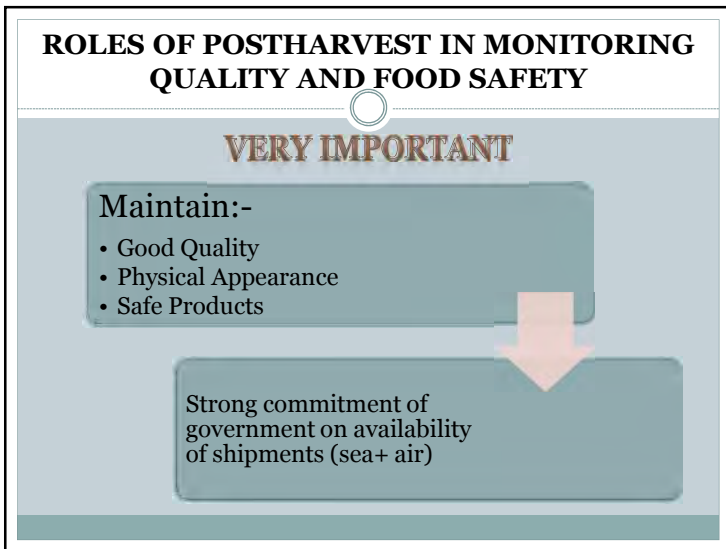 ROLES OF POSTHARVEST IN MONITORING
QUALITY AND FOOD SAFETY
VERY IMPORTANT
Maintain:-
• Good Quality
• Physical Appearance
• Safe Products
Strong commitment of
government on availability
of shipments (sea+ air)